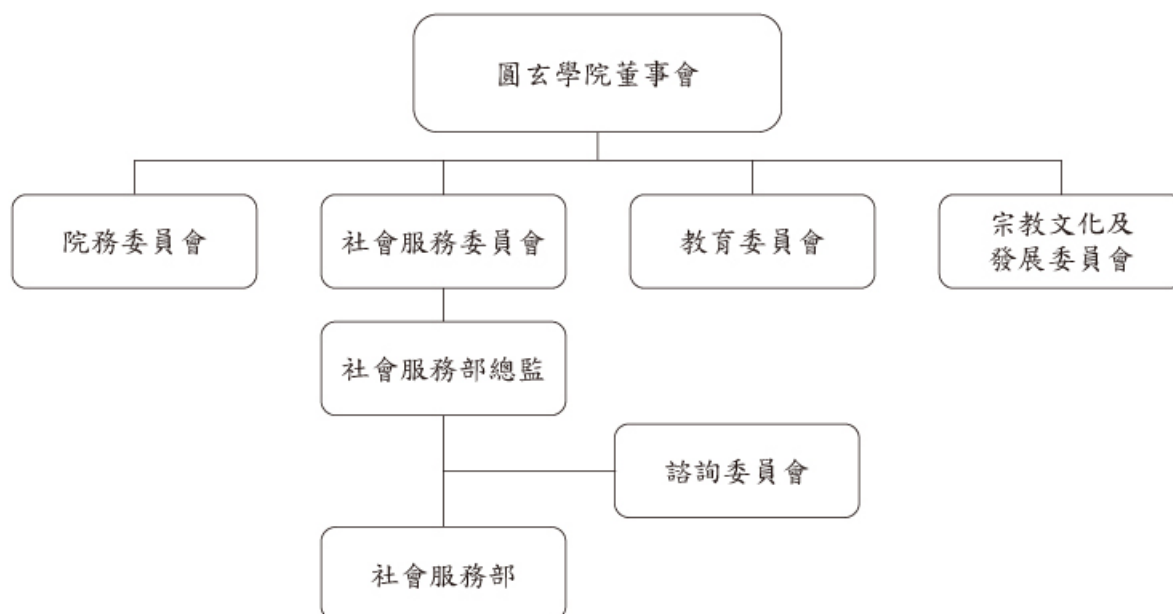 圓玄學院董事會
院務委員會
社會服務委員會
教育委員會
宗教文化及
發展委員會
社會服務部總監
諮詢委員會
社會服務部